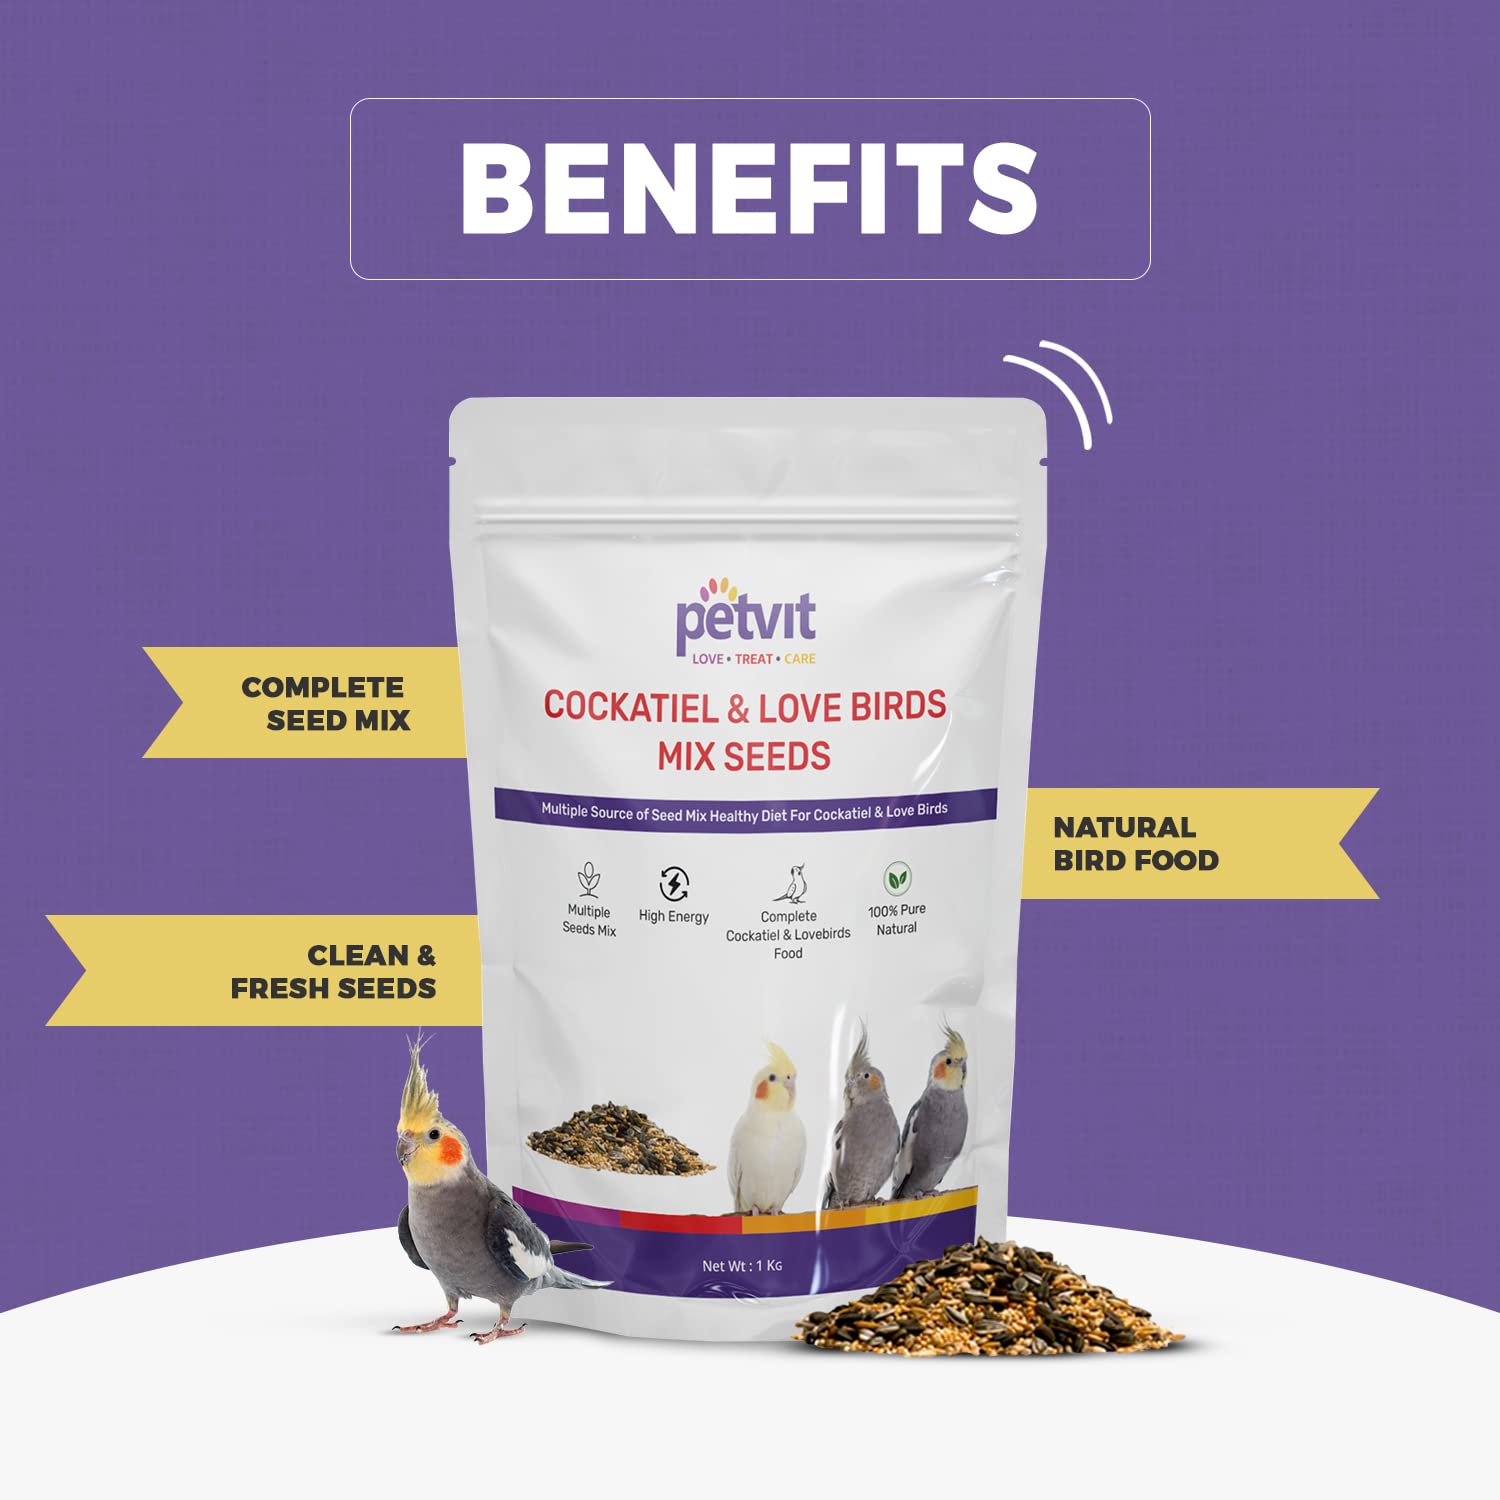 BENEFITS
petvit
LOVE • TREAT • CARE
COCKATIEL & LOVE BIRDS
MIX SEEDS
Multiple Source of Seed Mix Healthy Diet For Cockatiel & Love Birds
Multiple
Seeds Mix
High Energy
Complete
Cockatiel & Lovebirds
Food
100% Pure
Natural
Net Wt : 1 KG
COMPLETE
SEED MIX
CLEAN &
FRESH SEEDS
NATURAL
BIRD FOOD